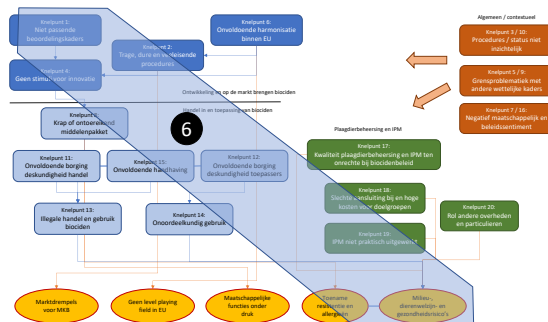 Knelpunt 1:
Niet passende
beoordelingskaders
Knelpunt 6:
Onvoldoende harmonisatie
binnen EU
Algemeen / contextueel
Knelpunt 3 / 10:
Procedures / status niet
inzichtelijk
Knelpunt 2:
Triage, dure en veeleisende
procedures
Knelpunt 4:
Geen stimuli voor innovatie
Knelpunt 5 / 9:
Grensproblematiek met
andere wettelijke kaders
Ontwikkeling en op de markt brengen biociden
Handel in en toepassing van biociden
Knelpunt 7 / 16:
Negatief maatschappelijk en
beleidssentiment
Krap of ontoereikend
middelenpakket
6
Plaagdierbeheersing en IPM
Knelpunt 17:
Kwaliteit plaagdierbeheersing en IPM ten
onrechte bij biocidenbeleid
Knelpunt 11:
Onvoldoende borging
deskundigheid handel
Knelpunt 15:
Onvoldoende handhaving
Knelpunt 12:
Onvoldoende borging
deskundigheid toepassers
Knelpunt 18:
Slechte aansluiting bij en hoge
kosten voor doelgroepen
Knelpunt 13:
Illegale handel en gebruik
biociden
Knelpunt 14:
Onoordeelkundig gebruik
Knelpunt 20:
Rol andere overheden
en particulieren
Knelpunt 19:
IPM niet praktisch uitgewerkt
Marktdrempels
voor MKB
Geen level playing
field in EU
Maatschappelijke
functies onder
druk
Toename
resistentie en
allergieën
Milieu-,
dierenwelzijn- en
gezondheidsrisico's